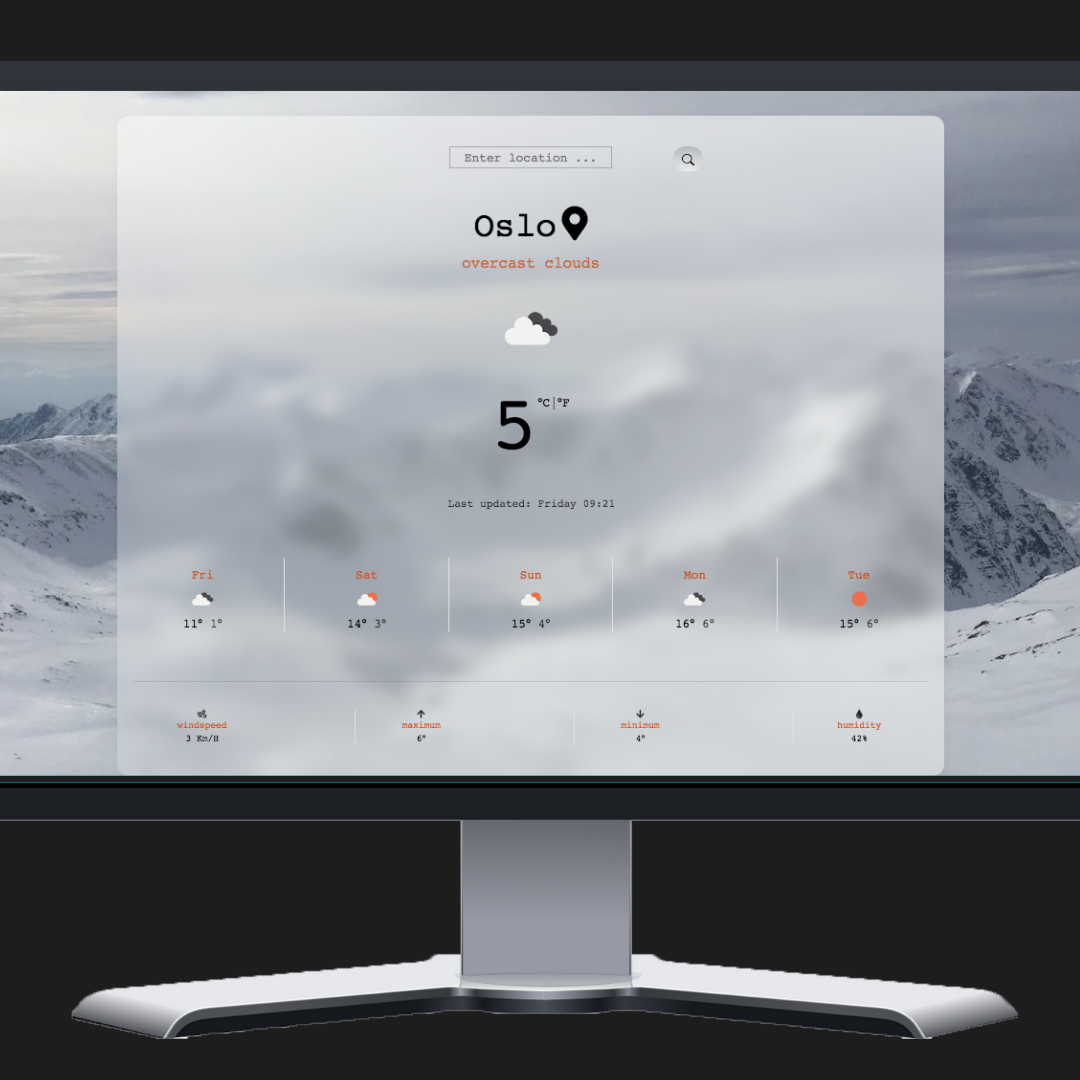 Enter location ...
Oslo
overcast clouds
5 °C|°F
Last updated: Friday 09:21
Fri Sat Sun Mon Tue
11° 1° 14° 3° 15° 4° 16° 6° 15° 6°
windspeed maximum minimum humidity
3 Km/H 6° 4° 42%